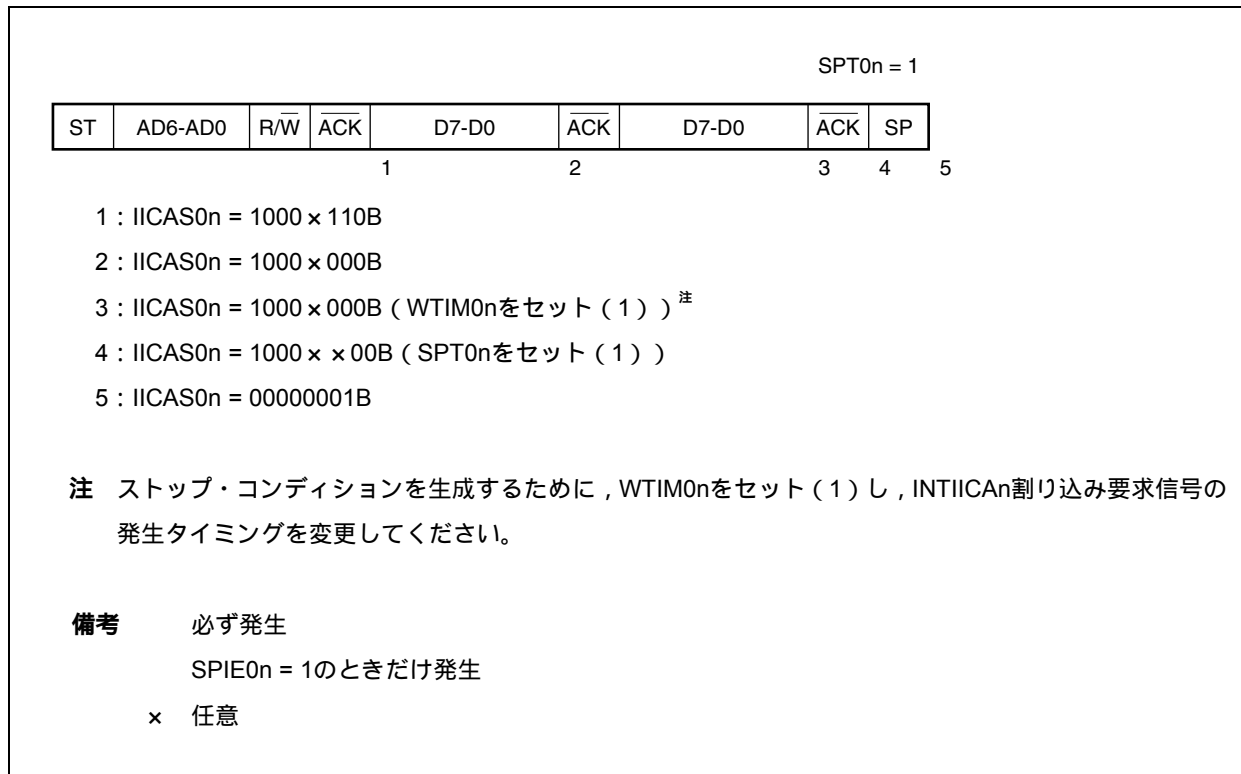 SPT0n = 1
ST AD6-AD0 R/W̅ A̅C̅K̅ D7-D0 A̅C̅K̅ D7-D0 A̅C̅K̅ SP
1 2 3 4 5
1 : IICAS0n = 1000×110B
2 : IICAS0n = 1000×000B
3 : IICAS0n = 1000×000B(WTIM0nをセット(1))注
4 : IICAS0n = 1000××00B(SPT0nをセット(1))
5 : IICAS0n = 00000001B
注 ストップ・コンディションを生成するために,WTIM0nをセット(1)し,INTIICAn割り込み要求信号の
発生タイミングを変更してください。
備考 必ず発生
SPIE0n = 1のときだけ発生
× 任意